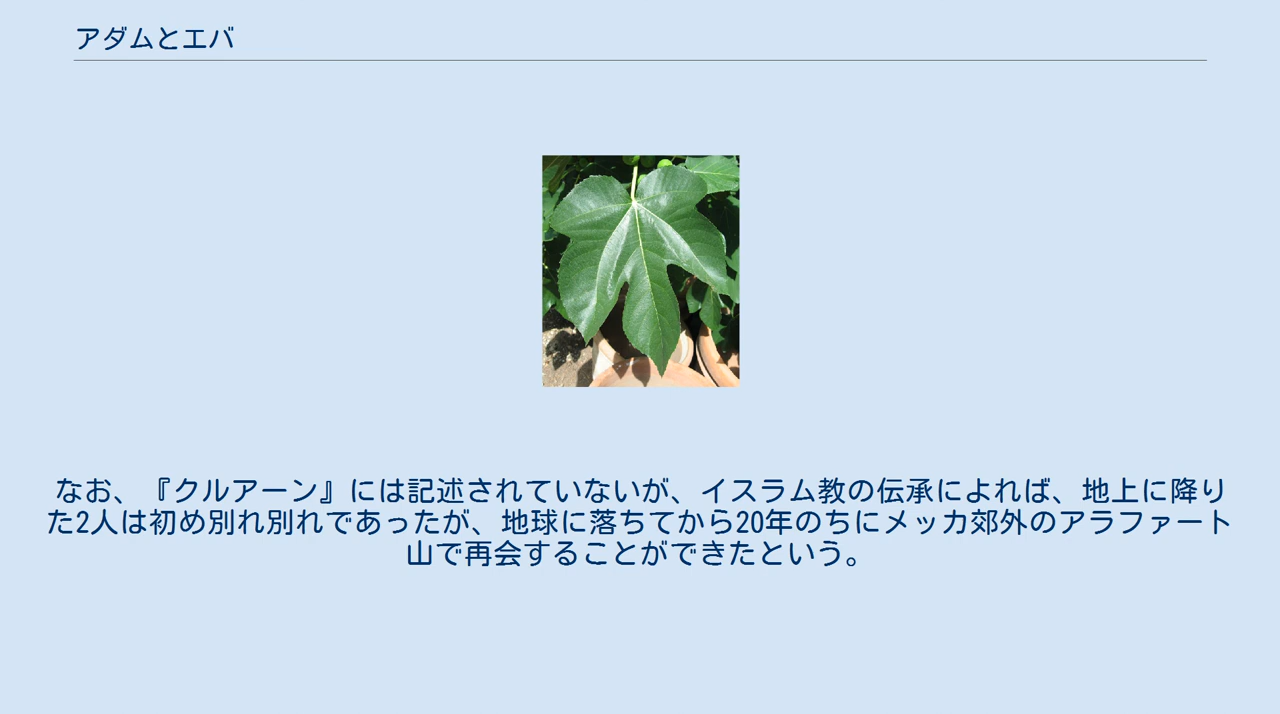 アダムとエバ
なお、『クルアーン』には記述されていないが、イスラム教の伝承によれば、地上に降り
た2人は初め別れ別れであったが、地球に落ちてから20年のちにメッカ郊外のアラファート
山で再会することができたという。